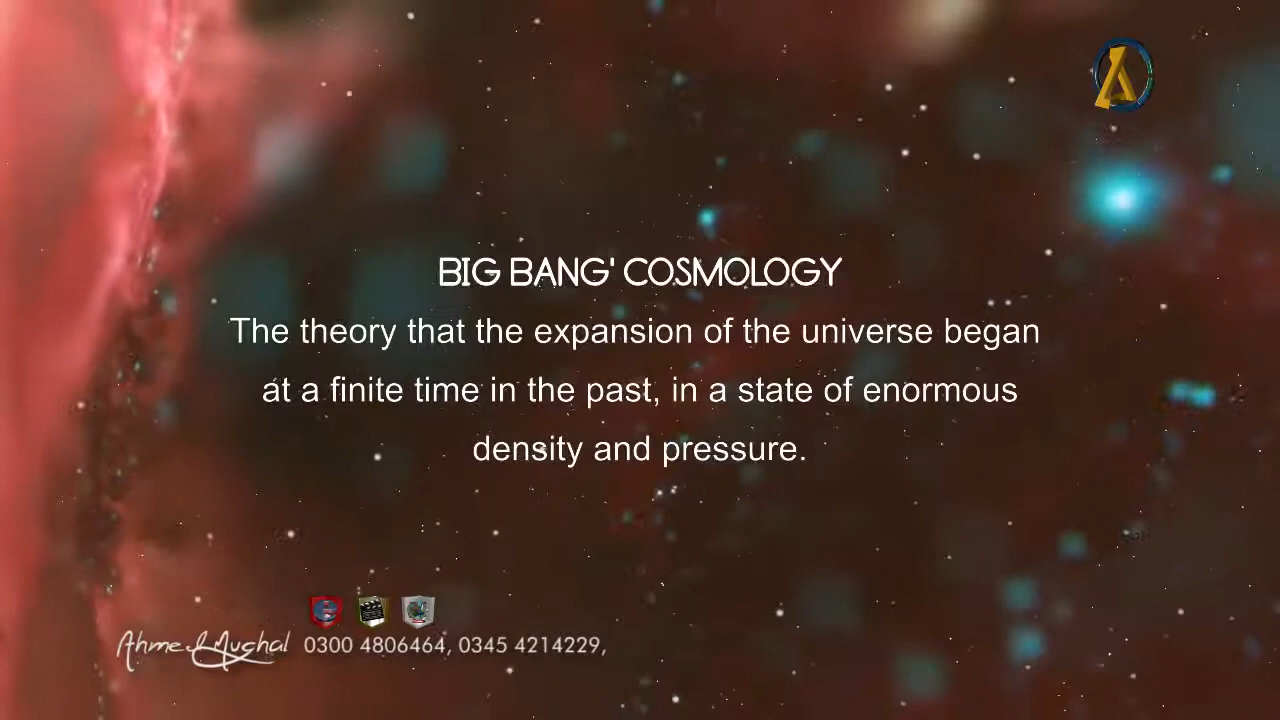 BIG BANG' COSMOLOGY
The theory that the expansion of the universe began
at a finite time in the past, in a state of enormous
density and pressure.
Ahmed Mughal 0300 4806464, 0345 4214229,